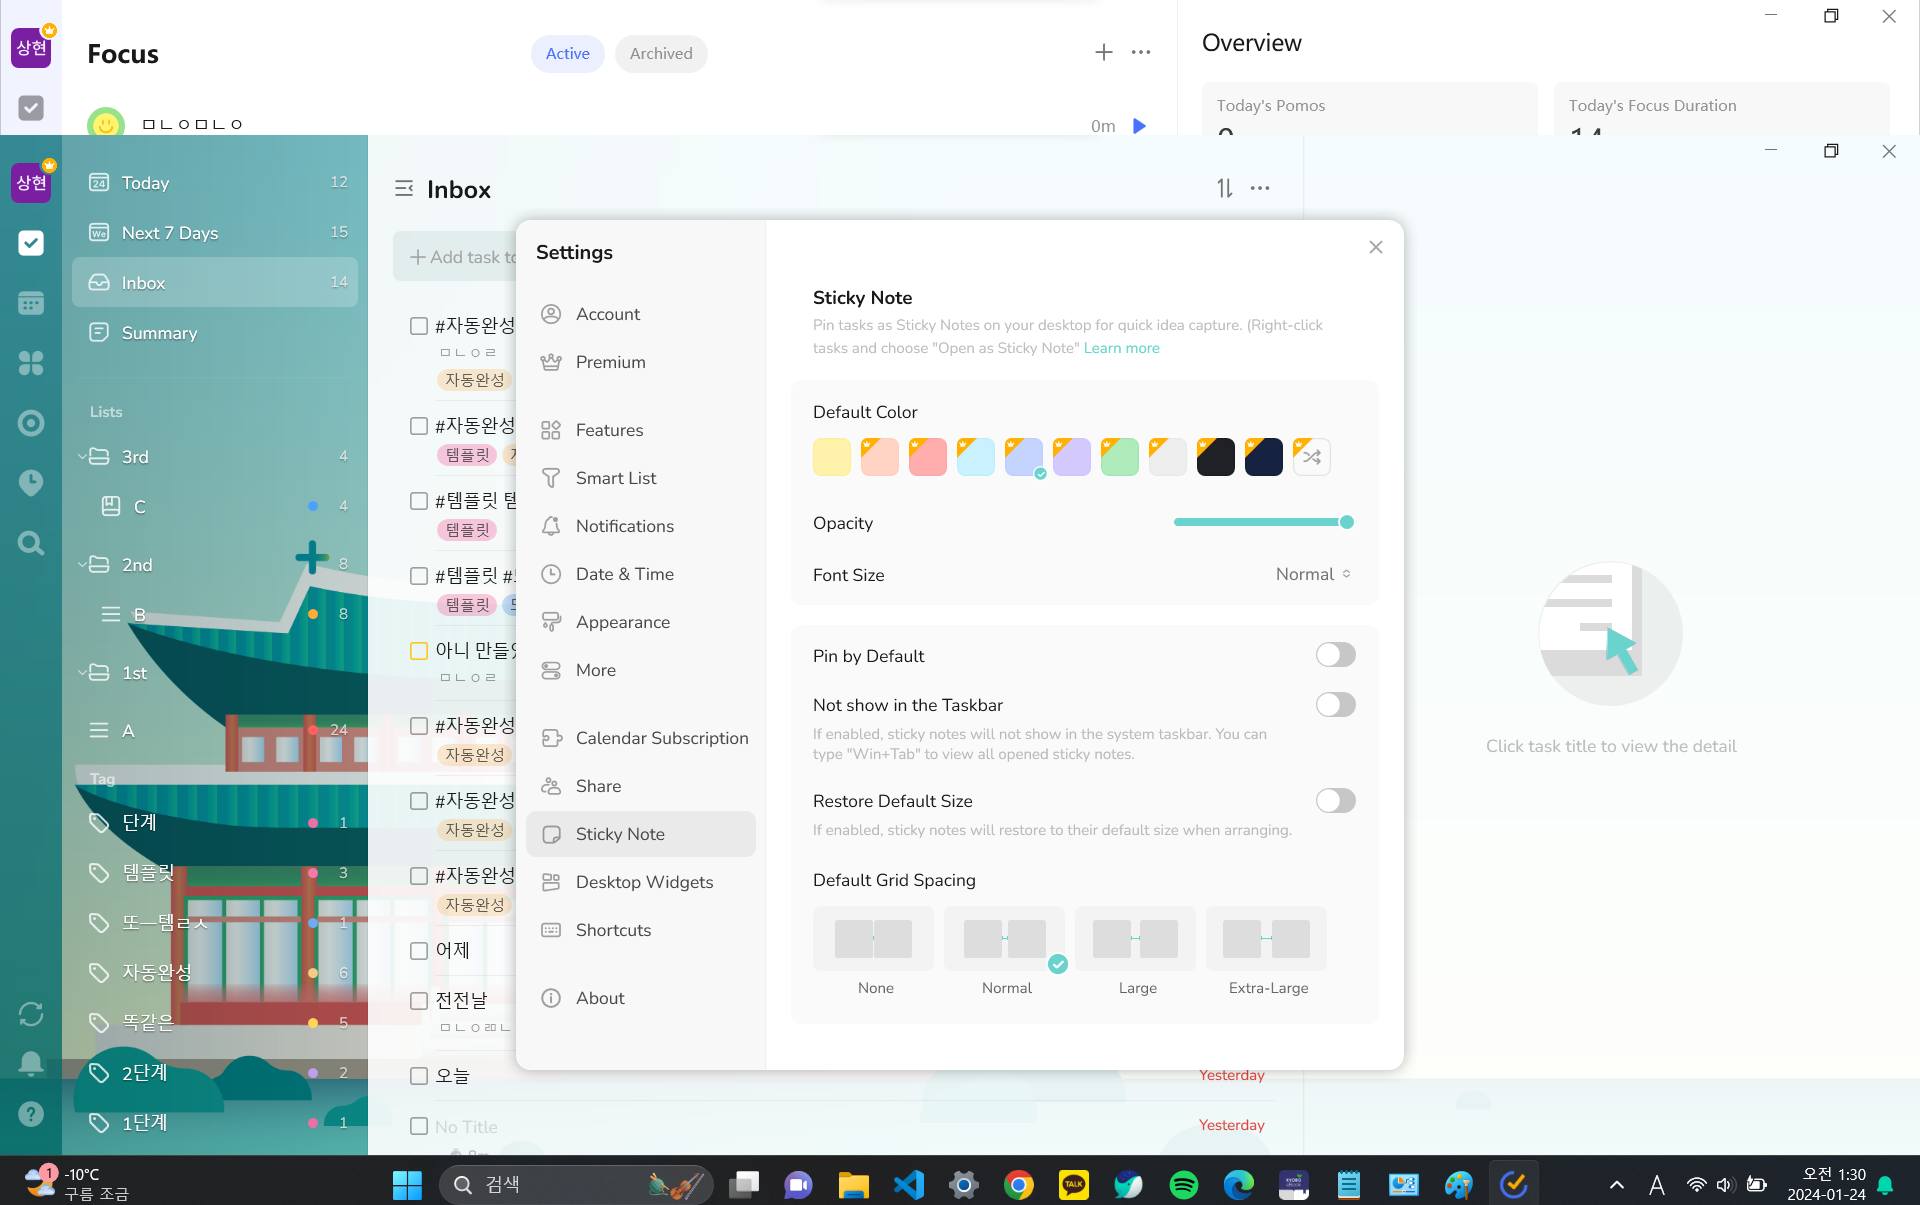 상현
Focus
Active
Archived
Overview
Today's Pomos
Today's Focus Duration
ㅁㄴㅇㅁㄴㅇ
0m
상현
24
Today
12
We
Next 7 Days
15
Inbox
14
Summary
Lists
3rd
4
C
4
2nd
8
B
8
1st
A
24
Tag
단계
1
템플릿
3
또ㅡ템ㄹㅅ
1
자동완성
6
똑같은
5
2단계
2
1단계
1
Inbox
Add task to
#자동완성
ㅁㄴㅇㄹ
자동완성
#자동완성
템플릿
#템플릿 템
템플릿
#템플릿
템플릿
아니 만들었
ㅁㄴㅇㄹ
#자동완성
자동완성
#자동완성
자동완성
#자동완성
자동완성
어제
전전날
오늘
Yesterday
No Title
Yesterday
Settings
Account
Premium
Features
Smart List
Notifications
Date & Time
Appearance
More
Calendar Subscription
Share
Sticky Note
Desktop Widgets
Shortcuts
About
Sticky Note
Pin tasks as Sticky Notes on your desktop for quick idea capture. (Right-click
tasks and choose "Open as Sticky Note" Learn more
Default Color
Opacity
Font Size
Normal
Pin by Default
Not show in the Taskbar
If enabled, sticky notes will not show in the system taskbar. You can
type "Win+Tab" to view all opened sticky notes.
Restore Default Size
If enabled, sticky notes will restore to their default size when arranging.
Default Grid Spacing
None
Normal
Large
Extra-Large
Click task title to view the detail
1
-10°C
구름 조금
검색
TALK
A
오전 1:30
2024-01-24